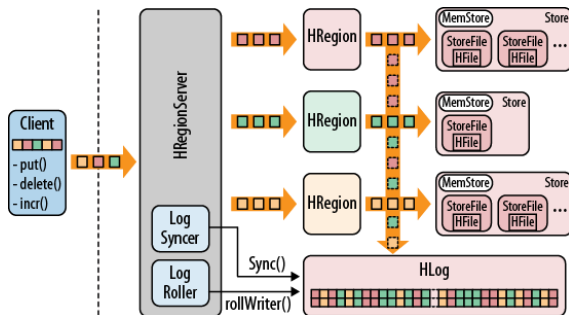 Client
- put()
- delete()
- incr()
HRegionServer
Log
Syncer
Log
Roller
Sync()
rollWriter()
HRegion
MemStore
Store
StoreFile
HFile
StoreFile
HFile
...
HRegion
MemStore
Store
StoreFile
HFile
HRegion
MemStore
Store
StoreFile
HFile
StoreFile
HFile
...
HLog